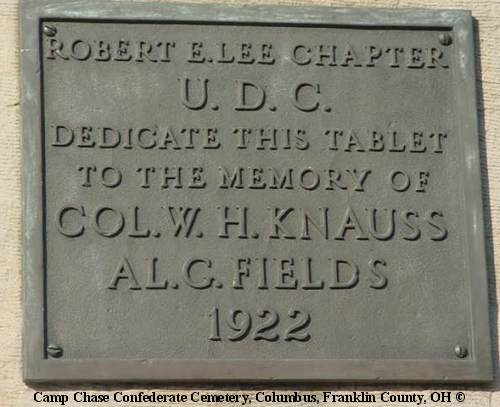 ROBERT E. LEE CHAPTER
U. D. C.
DEDICATE THIS TABLET
TO THE MEMORY OF
COL. W. H. KNAUSS
AL. C. FIELDS
1922
Camp Chase Confederate Cemetery, Columbus, Franklin County, OH ©